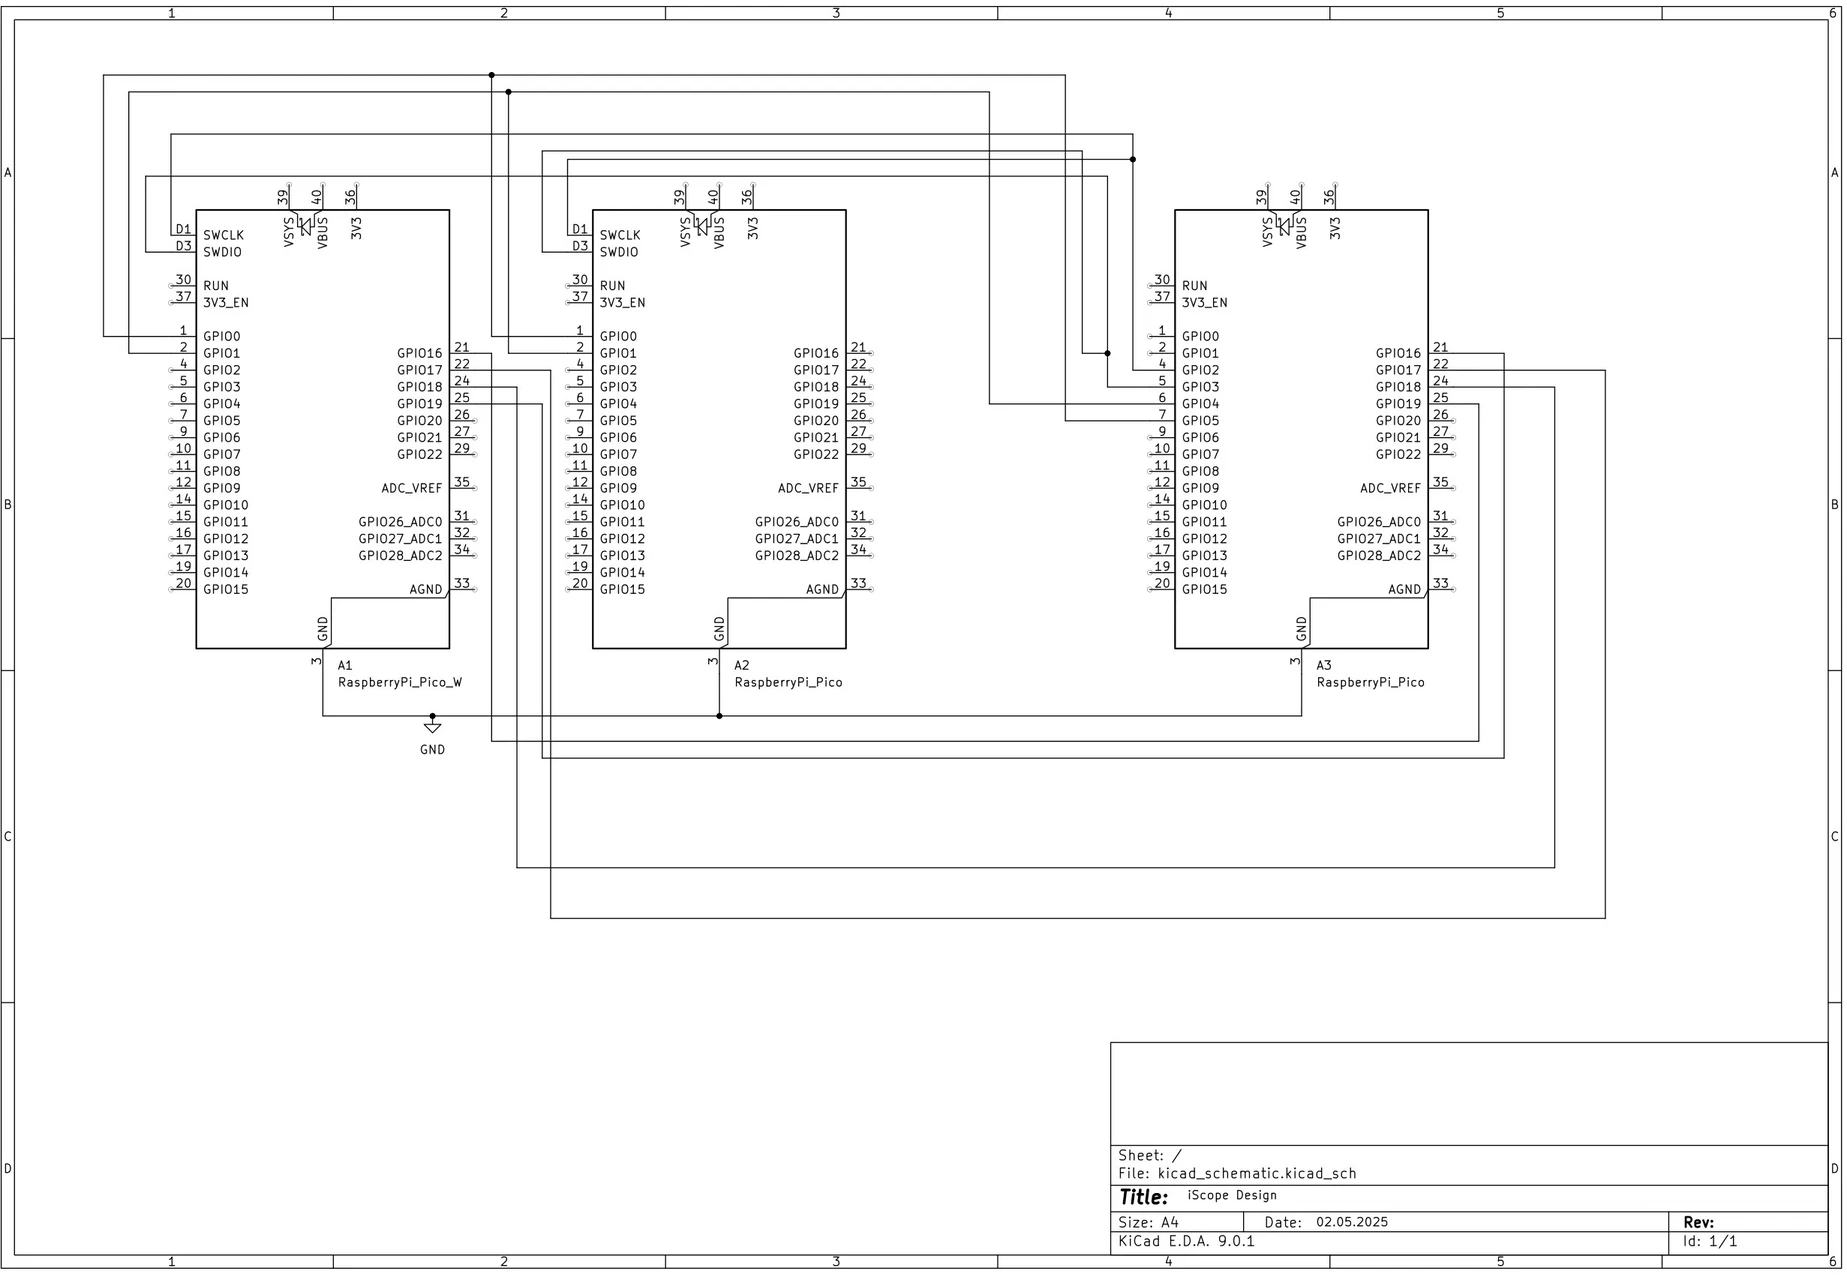 1 2 3 4 5 6
A A
B B
C C
D D
1 2 3 4 5 6
39 40 36
VSYS VBUS 3V3
D1 SWCLK
D3 SWDIO
30 RUN
37 3V3_EN
1 GPIO0
2 GPIO1 GPIO16 21
4 GPIO2 GPIO17 22
5 GPIO3 GPIO18 24
6 GPIO4 GPIO19 25
7 GPIO5 GPIO20 26
9 GPIO6 GPIO21 27
10 GPIO7 GPIO22 29
11 GPIO8
12 GPIO9 ADC_VREF 35
14 GPIO10
15 GPIO11 GPIO26_ADC0 31
16 GPIO12 GPIO27_ADC1 32
17 GPIO13 GPIO28_ADC2 34
19 GPIO14
20 GPIO15 AGND 33
GND
3
A1
RaspberryPi_Pico_W
39 40 36
VSYS VBUS 3V3
D1 SWCLK
D3 SWDIO
30 RUN
37 3V3_EN
1 GPIO0
2 GPIO1 GPIO16 21
4 GPIO2 GPIO17 22
5 GPIO3 GPIO18 24
6 GPIO4 GPIO19 25
7 GPIO5 GPIO20 26
9 GPIO6 GPIO21 27
10 GPIO7 GPIO22 29
11 GPIO8
12 GPIO9 ADC_VREF 35
14 GPIO10
15 GPIO11 GPIO26_ADC0 31
16 GPIO12 GPIO27_ADC1 32
17 GPIO13 GPIO28_ADC2 34
19 GPIO14
20 GPIO15 AGND 33
GND
3
A2
RaspberryPi_Pico
39 40 36
VSYS VBUS 3V3
30 RUN
37 3V3_EN
1 GPIO0
2 GPIO1 GPIO16 21
4 GPIO2 GPIO17 22
5 GPIO3 GPIO18 24
6 GPIO4 GPIO19 25
7 GPIO5 GPIO20 26
9 GPIO6 GPIO21 27
10 GPIO7 GPIO22 29
11 GPIO8
12 GPIO9 ADC_VREF 35
14 GPIO10
15 GPIO11 GPIO26_ADC0 31
16 GPIO12 GPIO27_ADC1 32
17 GPIO13 GPIO28_ADC2 34
19 GPIO14
20 GPIO15 AGND 33
GND
3
A3
RaspberryPi_Pico
GND
Sheet: /
File: kicad_schematic.kicad_sch
Title: iScope Design
Size: A4 Date: 02.05.2025 Rev:
KiCad E.D.A. 9.0.1 Id: 1/1